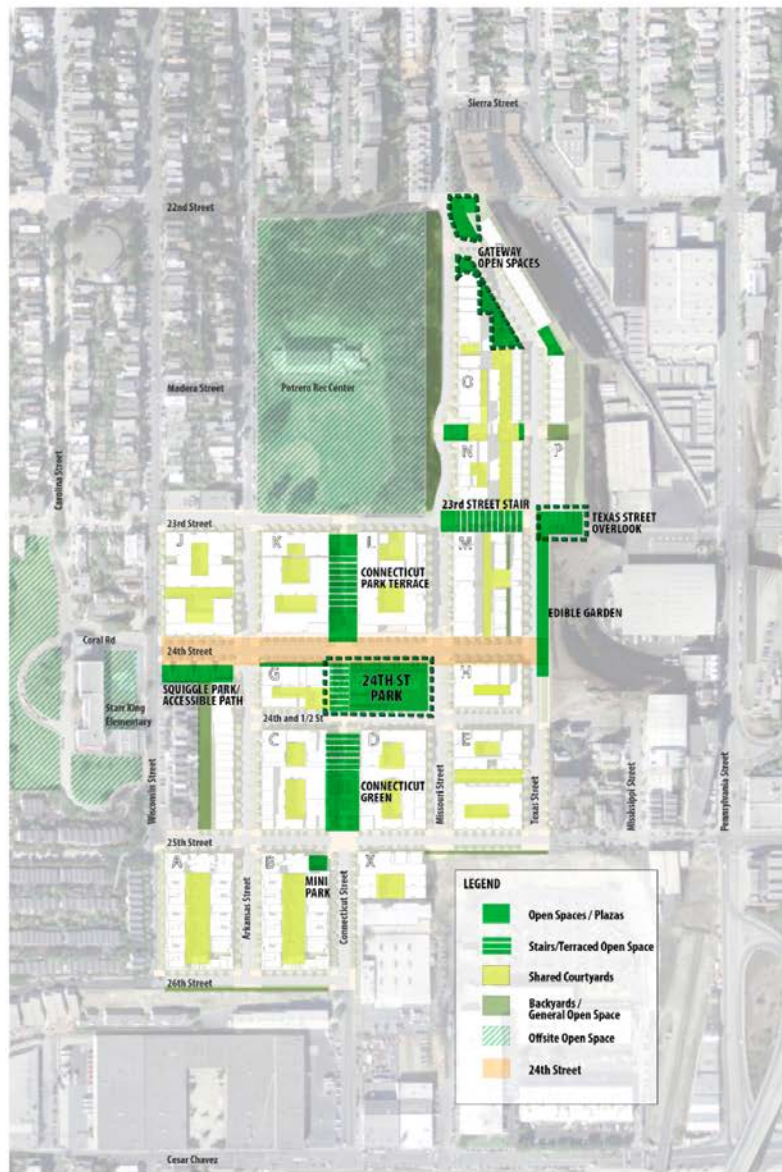 Sierra Street
22nd Street
GATEWAY
OPEN SPACES
Madera Street
Potrero Rec Center
Carolina Street
O
R
P
23rd STREET STAIR
23rd Street
TEXAS STREET
OVERLOOK
J
K
L
M
CONNECTICUT
PARK TERRACE
EDIBLE GARDEN
Coral Rd
24th Street
SQUIGGLE PARK/
ACCESSIBLE PATH
G
24TH ST
PARK
Starr King
Elementary
24th and 1/2 St
C
D
E
CONNECTICUT
GREEN
Wisconsin Street
Missouri Street
Texas Street
Mississippi Street
Pennsylvania Street
25th Street
B
X
MINI
PARK
Arkansas Street
Connecticut Street
26th Street
Cesar Chavez
LEGEND
Open Spaces / Plazas
Stairs/Terraced Open Space
Shared Courtyards
Backyards /
General Open Space
Offsite Open Space
24th Street